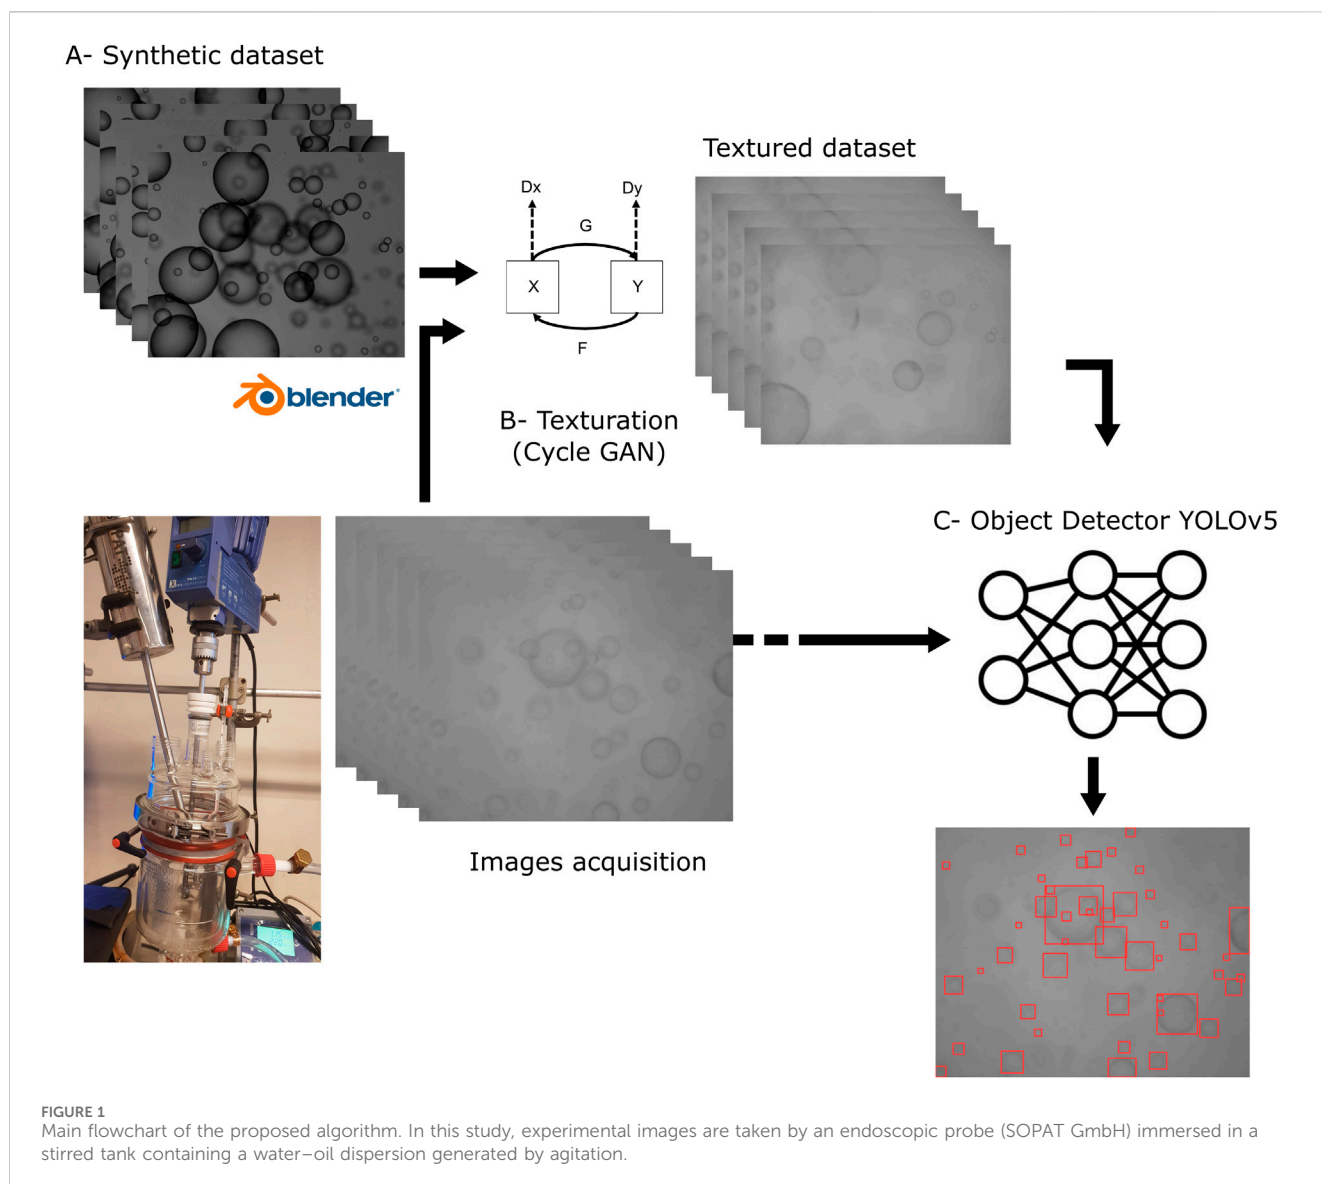 A- Synthetic dataset
Textured dataset
Dx
Dy
G
X
Y
F
blender
B- Texturation
(Cycle GAN)
C- Object Detector YOLOv5
Images acquisition
FIGURE 1
Main flowchart of the proposed algorithm. In this study, experimental images are taken by an endoscopic probe (SOPAT GmbH) immersed in a
stirred tank containing a water–oil dispersion generated by agitation.